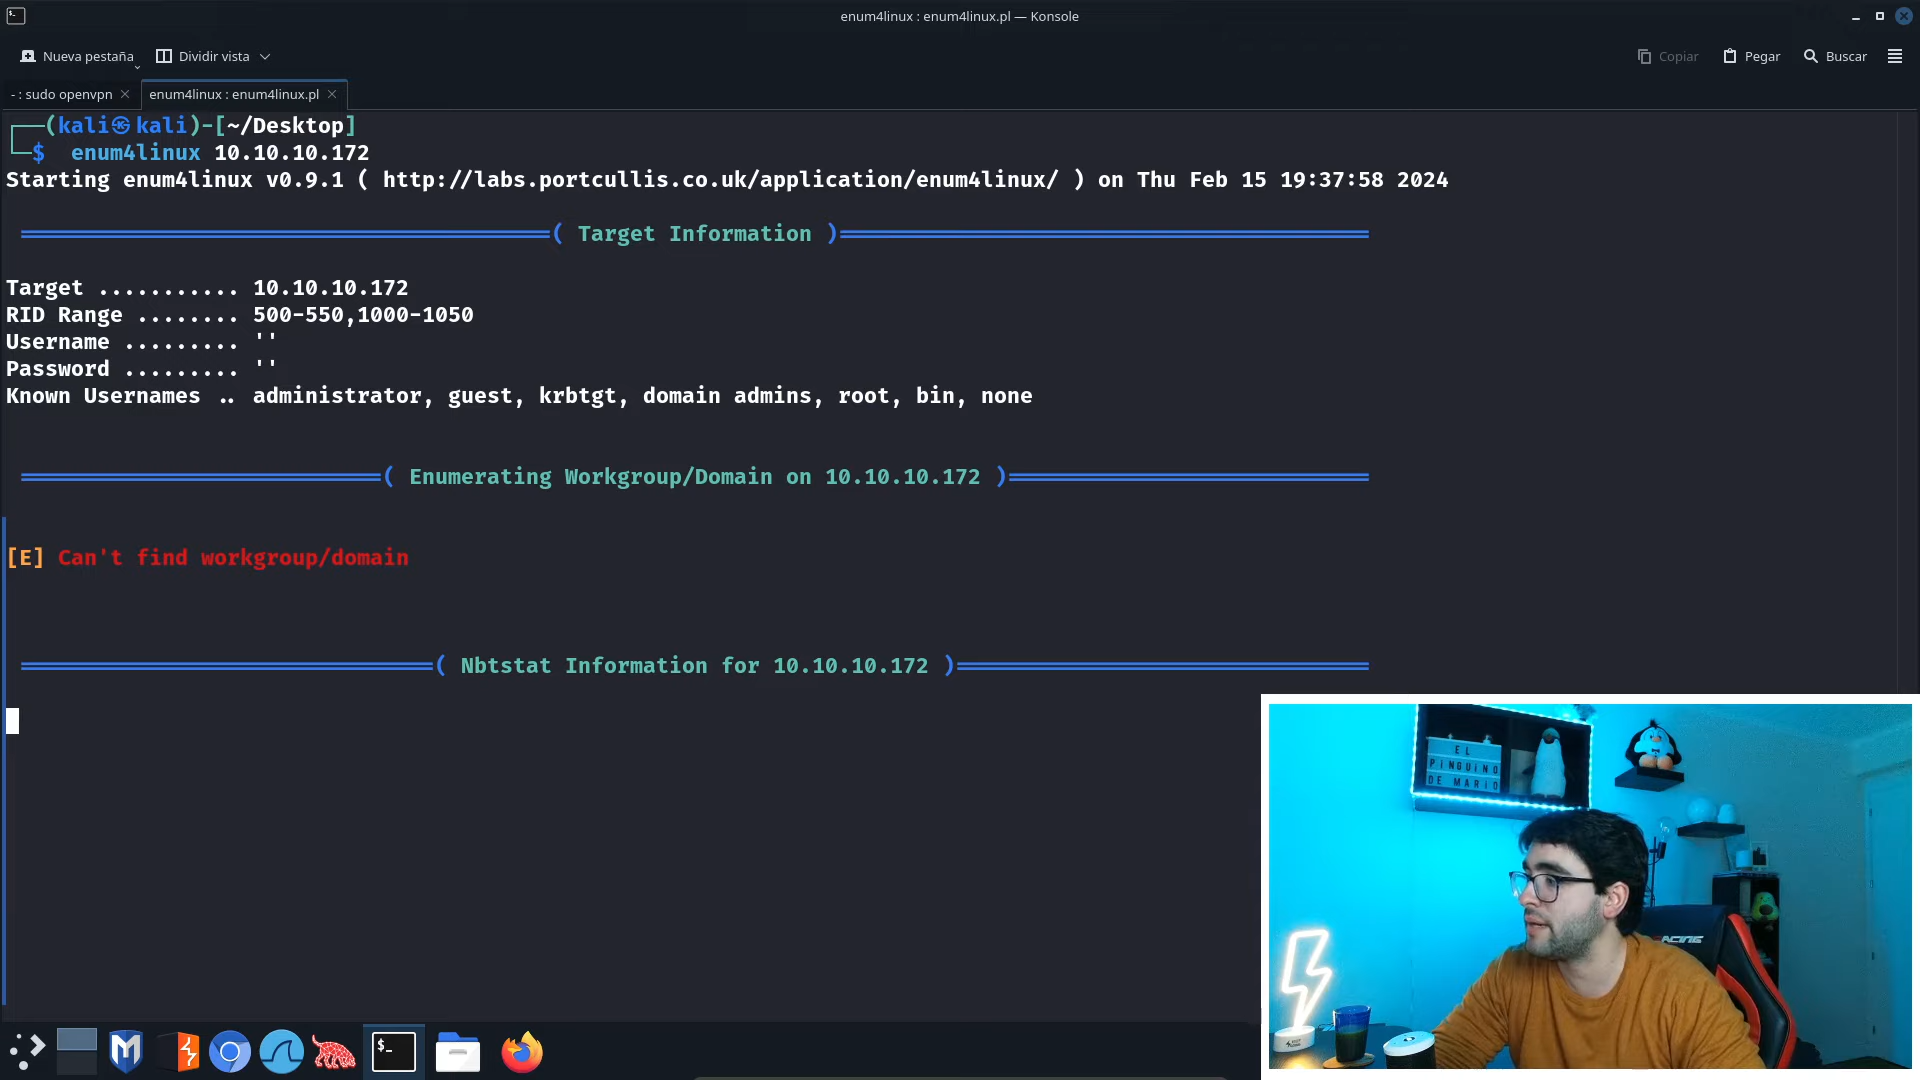 enum4linux : enum4linux.pl — Konsole
Nueva pestaña
Dividir vista
Copiar
Pegar
Buscar
- : sudo openvpn
enum4linux : enum4linux.pl
(kali㉿kali)-[~/Desktop]
$ enum4linux 10.10.10.172
Starting enum4linux v0.9.1 ( http://labs.portcullis.co.uk/application/enum4linux/ ) on Thu Feb 15 19:37:58 2024
( Target Information )
Target ........... 10.10.10.172
RID Range ........ 500-550,1000-1050
Username ......... ''
Password ......... ''
Known Usernames .. administrator, guest, krbtgt, domain admins, root, bin, none
( Enumerating Workgroup/Domain on 10.10.10.172 )
[E] Can't find workgroup/domain
( Nbtstat Information for 10.10.10.172 )
EL
PINGUINO
DE MARIO
RACING
$_